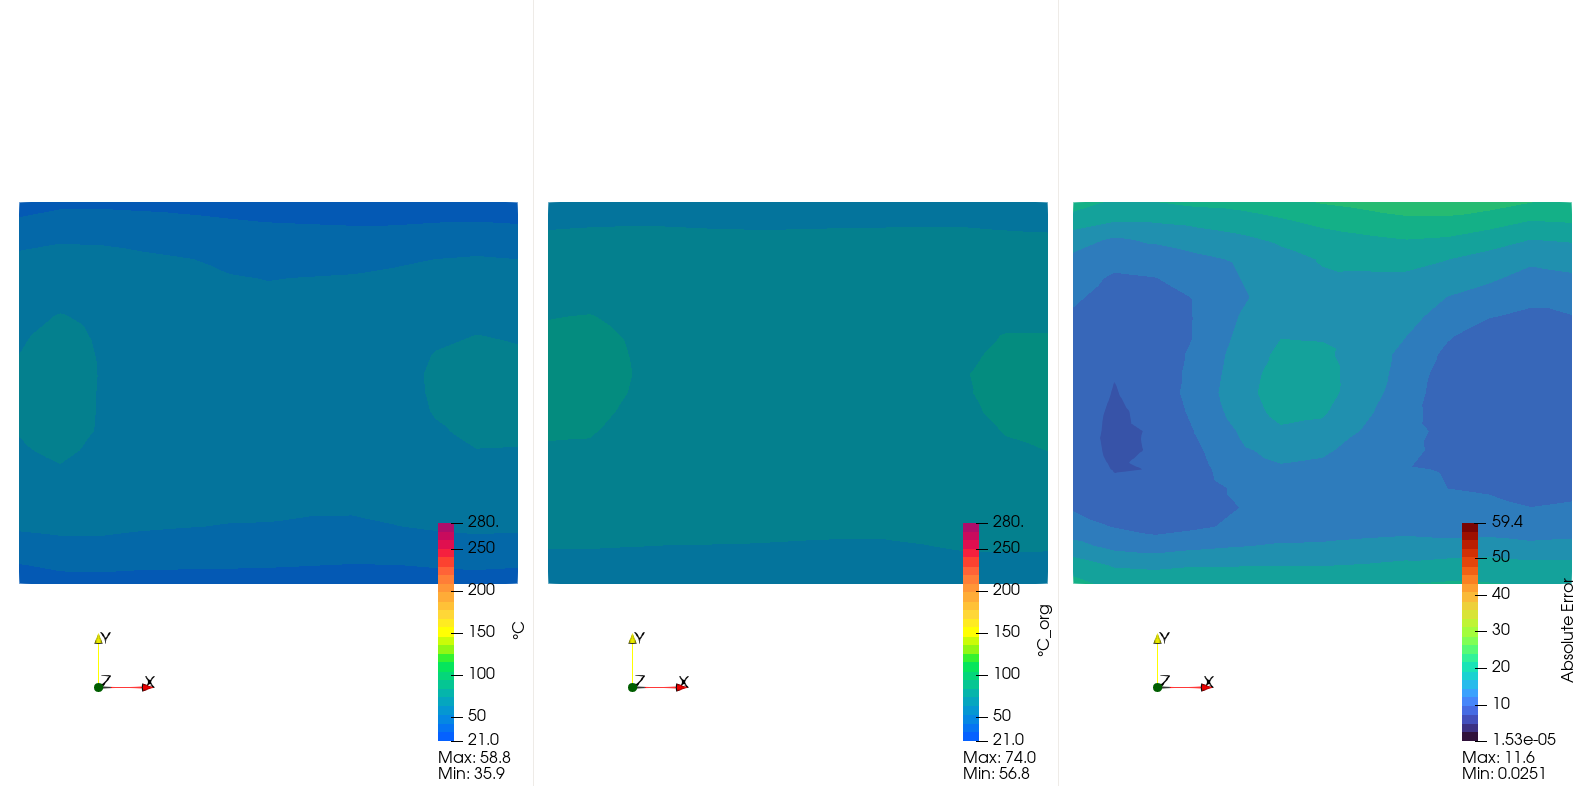 280.
250
200
150
100
50
21.0
°C
Max: 58.8
Min: 35.9
Y
Z
X
280.
250
200
150
100
50
21.0
°C_org
Max: 74.0
Min: 56.8
Y
Z
X
59.4
50
40
30
20
10
1.53e-05
Absolute Error
Max: 11.6
Min: 0.0251
Y
Z
X